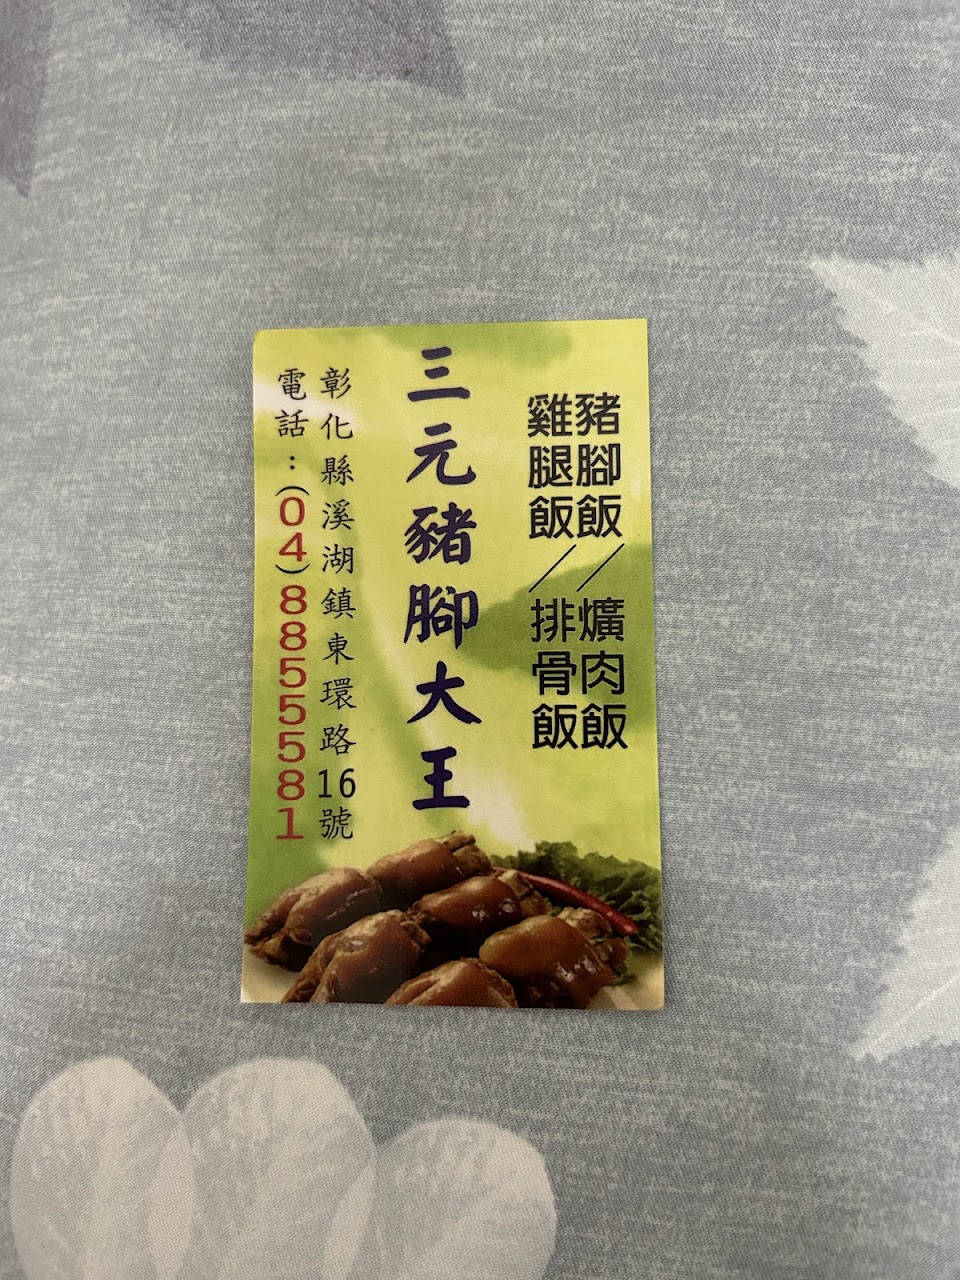 豬腳飯／爌肉飯
雞腿飯／排骨飯
三元豬腳大王
彰化縣溪湖鎮東環路16號
電話：(04)8855581